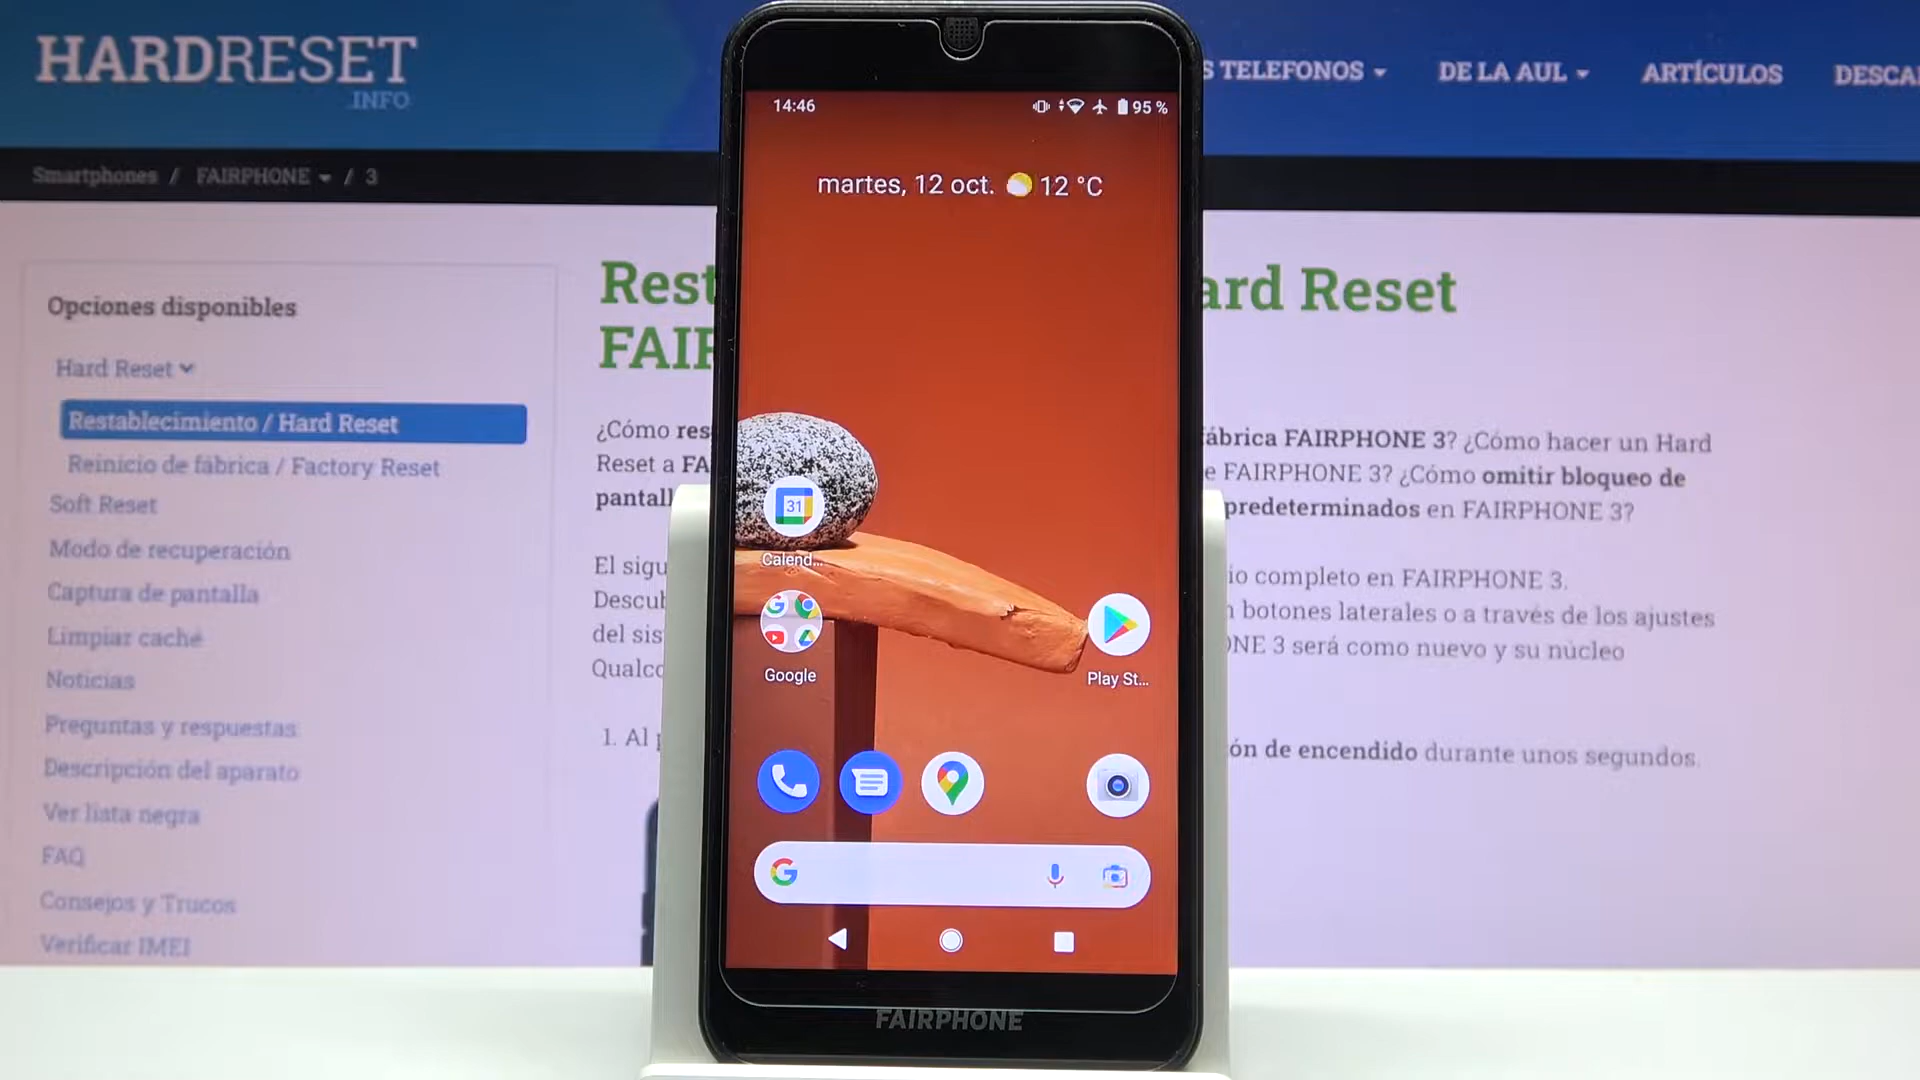 HARDRESET
.INFO
S TELEFONOS
DE LA AUL
ARTÍCULOS
DESCA
Smartphones / FAIRPHONE / 3
Opciones disponibles
Hard Reset
Restablecimiento / Hard Reset
Reinicio de fábrica / Factory Reset
Soft Reset
Modo de recuperación
Captura de pantalla
Limpiar caché
Noticias
Preguntas y respuestas
Descripción del aparato
Ver lista negra
FAQ
Consejos y Trucos
Verificar IMEI
Rest
ard Reset
FAIR
¿Cómo res
ábrica FAIRPHONE 3? ¿Cómo hacer un Hard
Reset a FA
e FAIRPHONE 3? ¿Cómo omitir bloqueo de
pantall
predeterminados en FAIRPHONE 3?
El sigu
io completo en FAIRPHONE 3.
Descub
n botones laterales o a través de los ajustes
del sis
ONE 3 será como nuevo y su núcleo
Qualco
1. Al p
ón de encendido durante unos segundos.
14:46
95 %
martes, 12 oct.
12 °C
31
Calend...
Google
Play St...
G
FAIRPHONE